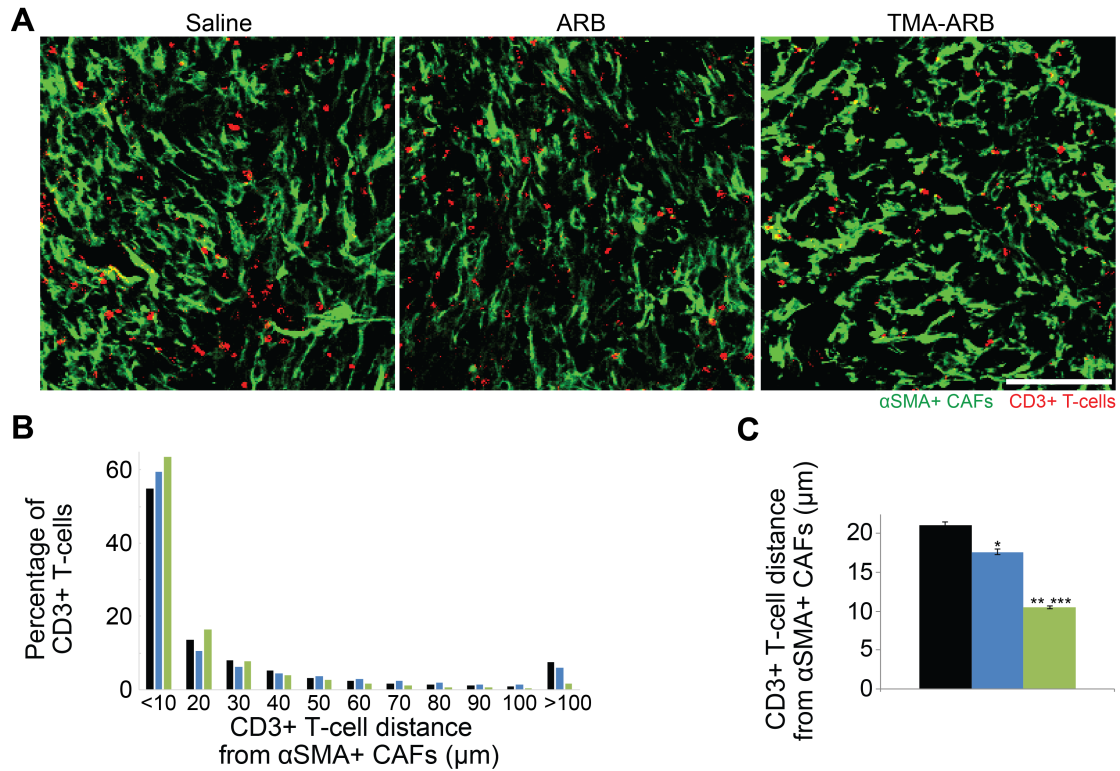 A
Saline
ARB
TMA-ARB
αSMA+ CAFs
CD3+ T-cells
B
Percentage of
CD3+ T-cells
60
40
20
0
<10 20 30 40 50 60 70 80 90 100 >100
CD3+ T-cell distance
from αSMA+ CAFs (μm)
C
CD3+ T-cell distance
from αSMA+ CAFs (μm)
20
15
10
5
0
*
** ***